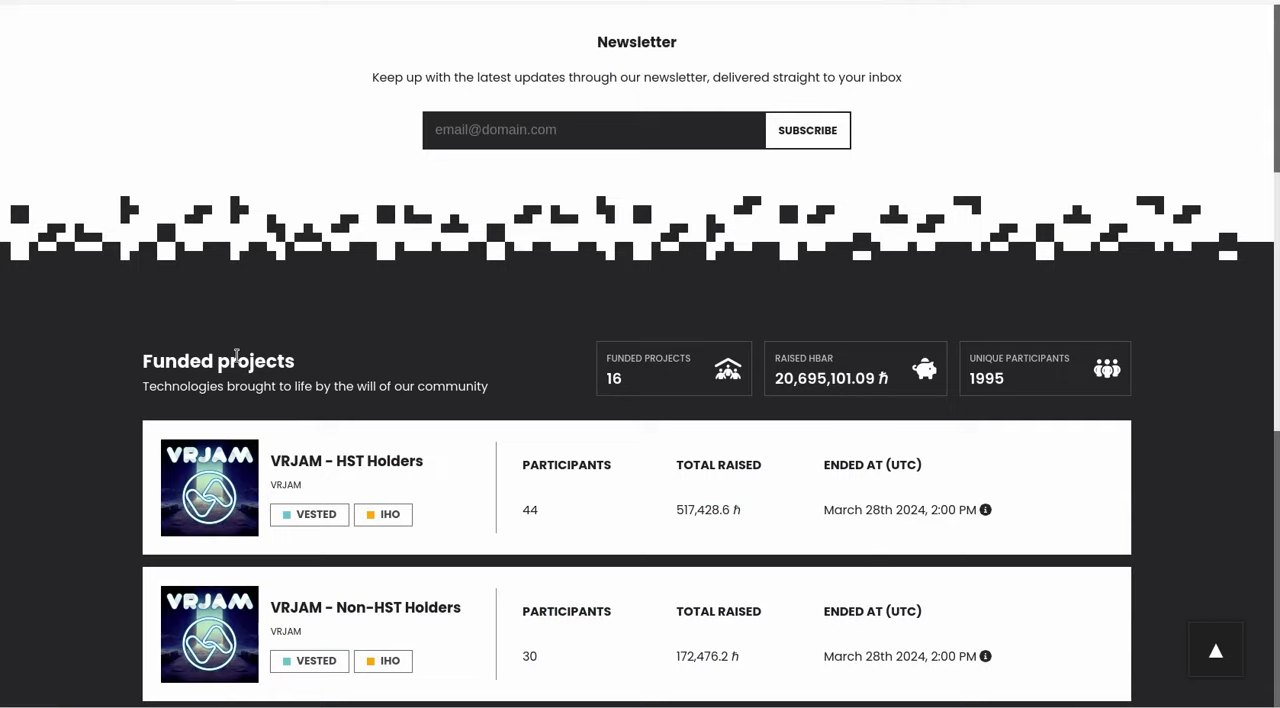 Newsletter
Keep up with the latest updates through our newsletter, delivered straight to your inbox
email@domain.com
SUBSCRIBE
Funded projects
Technologies brought to life by the will of our community
FUNDED PROJECTS
16
RAISED HBAR
20,695,101.09 ℏ
UNIQUE PARTICIPANTS
1995
VRJAM
VRJAM - HST Holders
VRJAM
VESTED
IHO
PARTICIPANTS
44
TOTAL RAISED
517,428.6 ℏ
ENDED AT (UTC)
March 28th 2024, 2:00 PM
VRJAM
VRJAM - Non-HST Holders
VRJAM
VESTED
IHO
PARTICIPANTS
30
TOTAL RAISED
172,476.2 ℏ
ENDED AT (UTC)
March 28th 2024, 2:00 PM